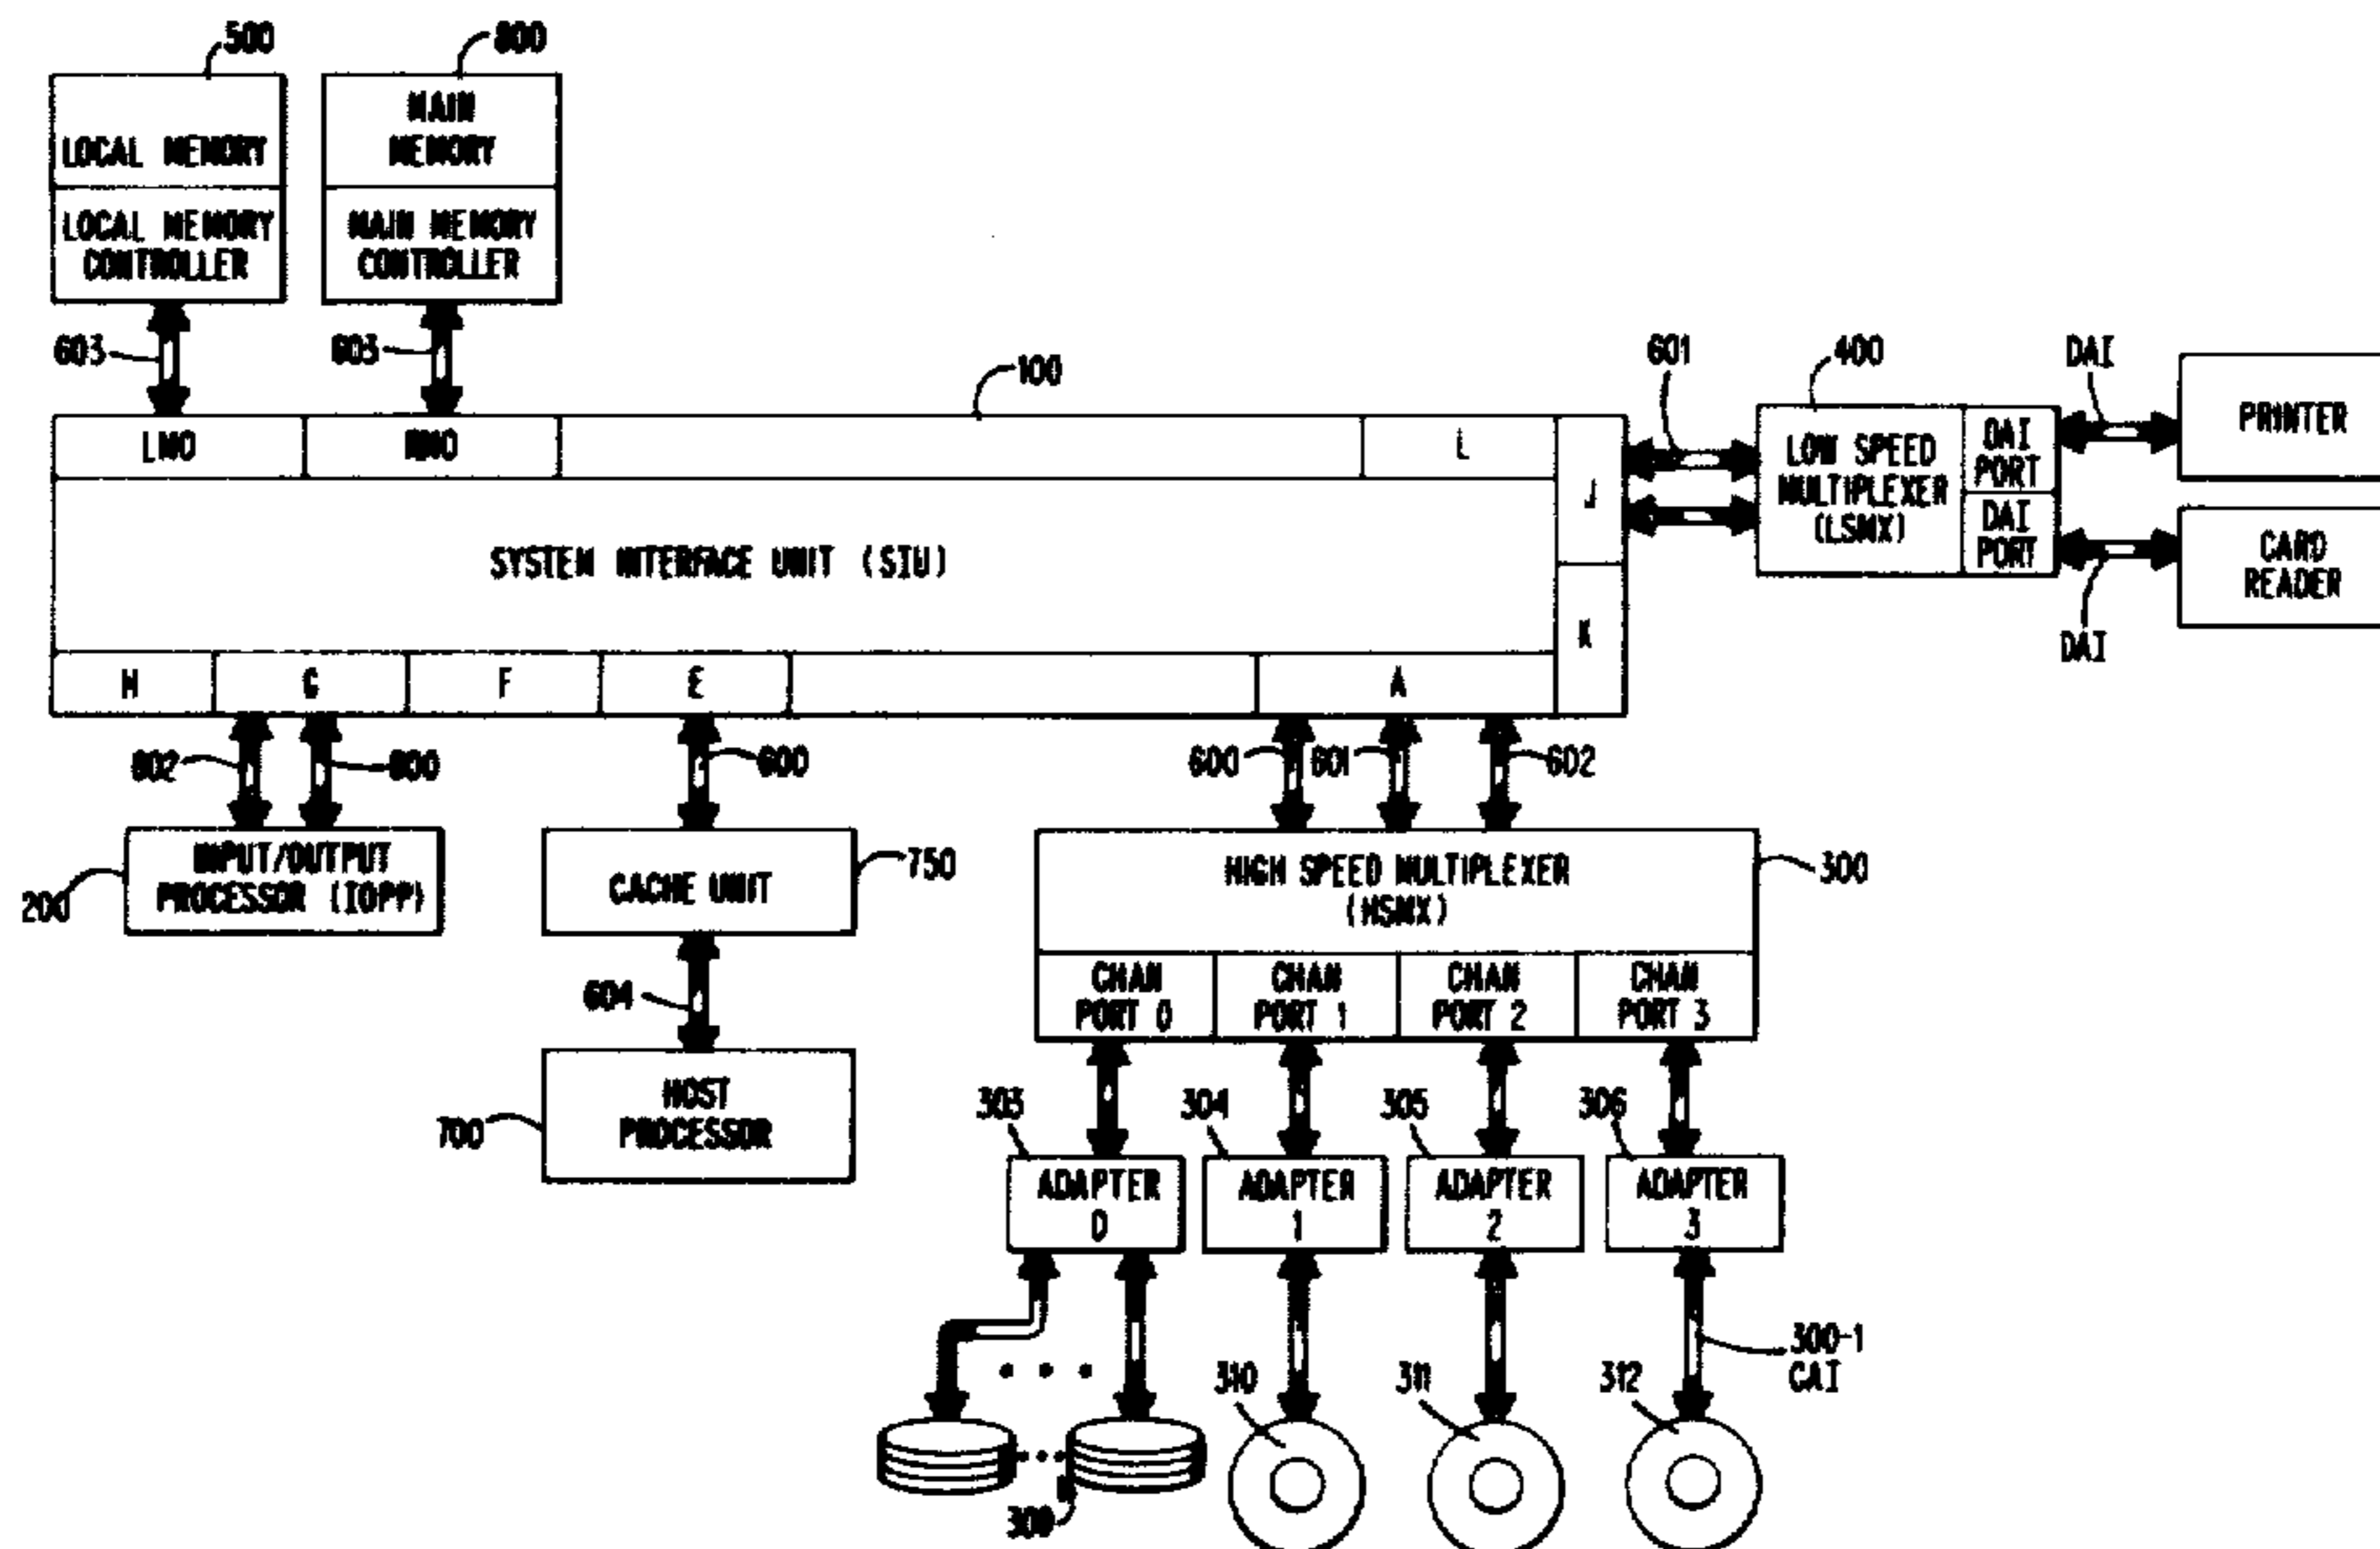 500
800
LOCAL MEMORY
MAIN
MEMORY
LOCAL MEMORY
CONTROLLER
MAIN MEMORY
CONTROLLER
603
603
100
601
400
DAI
LMO
L
J
LOW SPEED
MULTIPLEXER
(LSMX)
DAI
PORT
DAI
PORT
PRINTER
CARD
READER
DAI
SYSTEM INTERFACE UNIT (SIU)
K
H
G
F
E
A
602
600
600
600
601
602
200
INPUT/OUTPUT
PROCESSOR (IOPP)
CACHE UNIT
750
HIGH SPEED MULTIPLEXER
(HSMX)
300
604
CHAN
PORT 0
CHAN
PORT 1
CHAN
PORT 2
CHAN
PORT 3
700
HOST
PROCESSOR
303
304
305
306
ADAPTER
0
ADAPTER
1
ADAPTER
2
ADAPTER
3
300-1
CAI
310
311
312
309